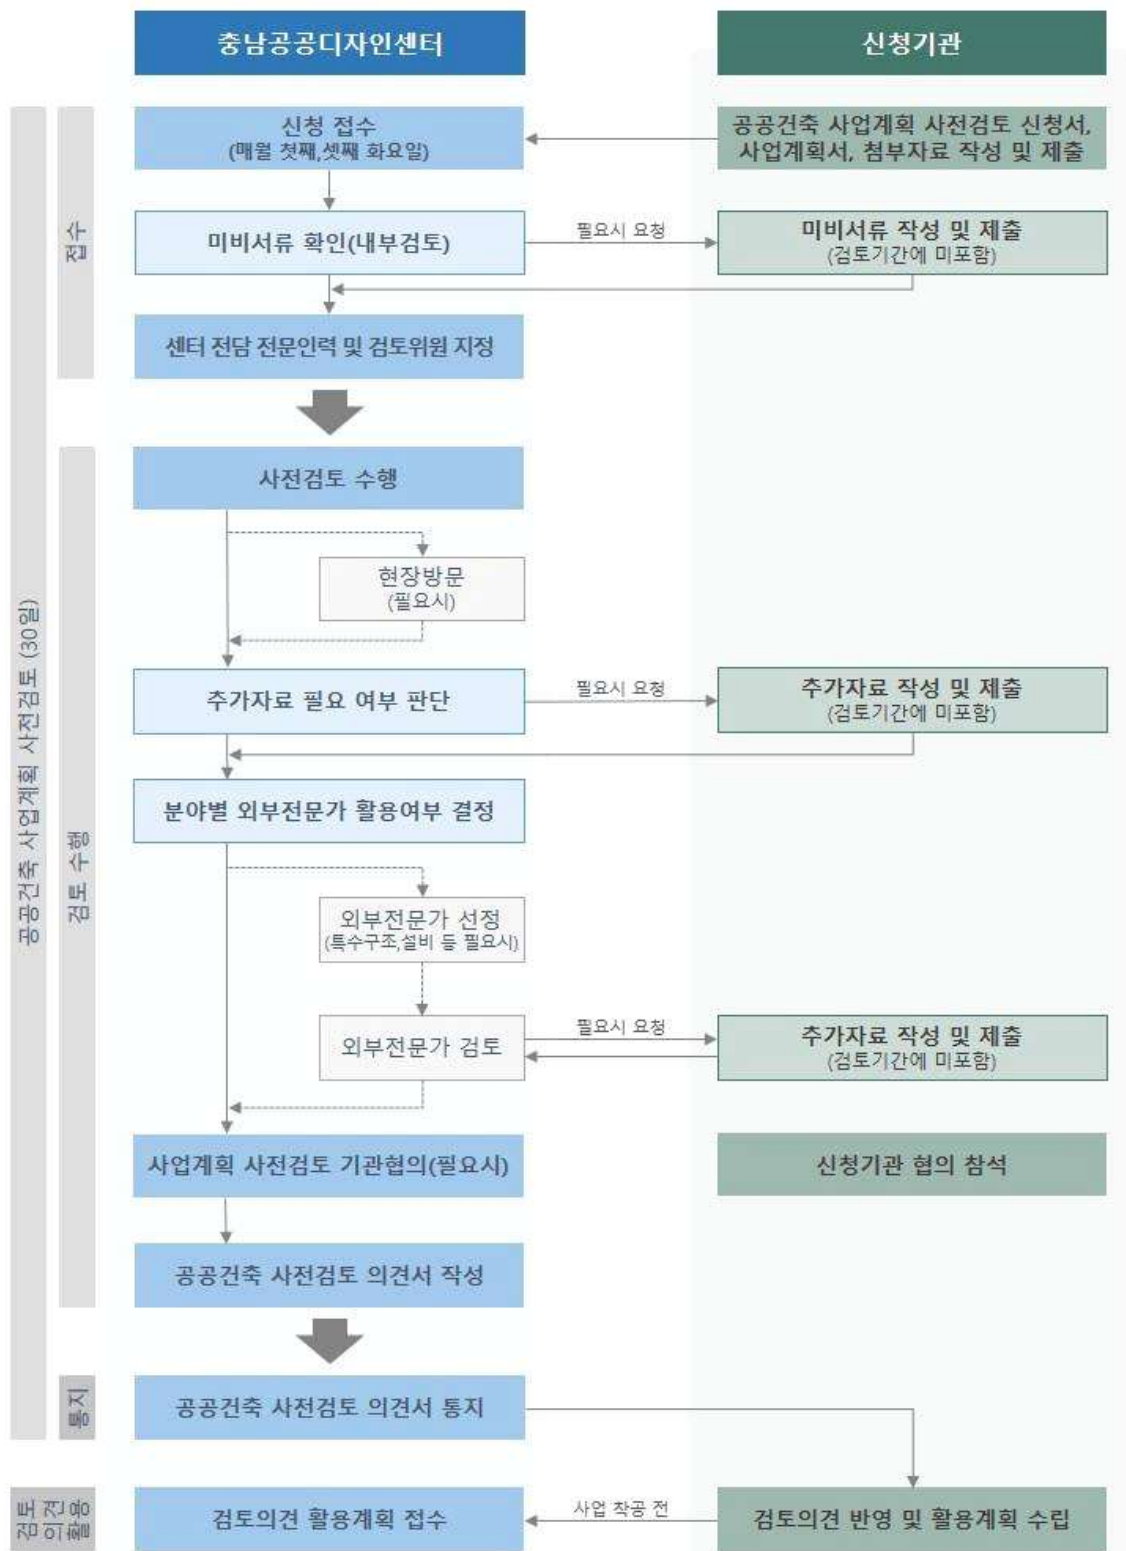 충남공공디자인센터
신청기관
공공건축 사업계획 사전검토 (30일)
접수
신청 접수
(매월 첫째,셋째 화요일)
공공건축 사업계획 사전검토 신청서,
사업계획서, 첨부자료 작성 및 제출
미비서류 확인(내부검토)
필요시 요청
미비서류 작성 및 제출
(검토기간에 미포함)
센터 전담 전문인력 및 검토위원 지정
검토 수행
사전검토 수행
현장방문
(필요시)
추가자료 필요 여부 판단
필요시 요청
추가자료 작성 및 제출
(검토기간에 미포함)
분야별 외부전문가 활용여부 결정
외부전문가 선정
(특수구조,설비 등 필요시)
외부전문가 검토
필요시 요청
추가자료 작성 및 제출
(검토기간에 미포함)
사업계획 사전검토 기관협의(필요시)
신청기관 협의 참석
공공건축 사전검토 의견서 작성
통지
공공건축 사전검토 의견서 통지
검토
의견
활용
검토의견 활용계획 접수
사업 착공 전
검토의견 반영 및 활용계획 수립